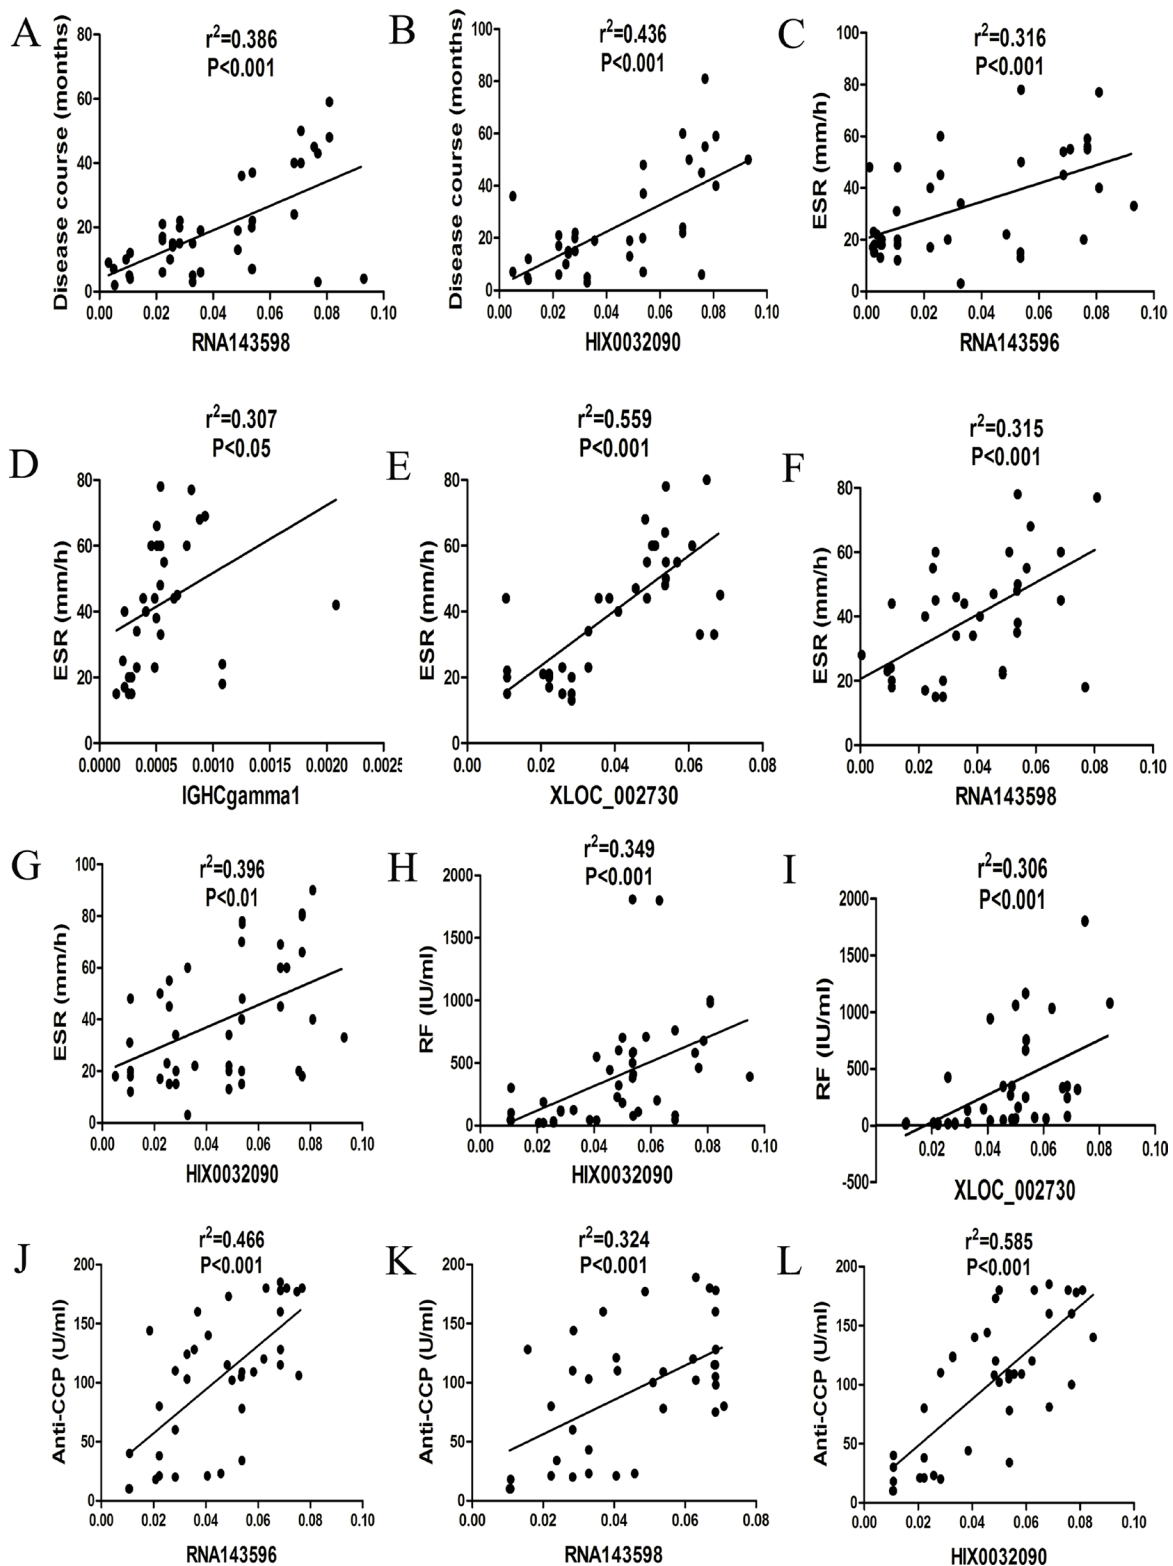 A
r²=0.386
P<0.001
Disease course (months)
80
60
40
20
0
0.00 0.02 0.04 0.06 0.08 0.10
RNA143598
B
r²=0.436
P<0.001
Disease course (months)
100
80
60
40
20
0
0.00 0.02 0.04 0.06 0.08 0.10
HIX0032090
C
r²=0.316
P<0.001
ESR (mm/h)
100
80
60
40
20
0
0.00 0.02 0.04 0.06 0.08 0.10
RNA143596
D
r²=0.307
P<0.05
ESR (mm/h)
80
60
40
20
0
0.0000 0.0005 0.0010 0.0015 0.0020 0.0025
IGHCgamma1
E
r²=0.559
P<0.001
ESR (mm/h)
80
60
40
20
0
0.00 0.02 0.04 0.06 0.08
XLOC_002730
F
r²=0.315
P<0.001
ESR (mm/h)
80
60
40
20
0
0.00 0.02 0.04 0.06 0.08 0.10
RNA143598
G
r²=0.396
P<0.01
ESR (mm/h)
100
80
60
40
20
0
0.00 0.02 0.04 0.06 0.08 0.10
HIX0032090
H
r²=0.349
P<0.001
RF (IU/ml)
2000
1500
1000
500
0
0.00 0.02 0.04 0.06 0.08 0.10
HIX0032090
I
r²=0.306
P<0.001
RF (IU/ml)
2000
1500
1000
500
0
-500
0.02 0.04 0.06 0.08 0.10
XLOC_002730
J
r²=0.466
P<0.001
Anti-CCP (U/ml)
200
150
100
50
0
0.00 0.02 0.04 0.06 0.08 0.10
RNA143596
K
r²=0.324
P<0.001
Anti-CCP (U/ml)
200
150
100
50
0
0.00 0.02 0.04 0.06 0.08
RNA143598
L
r²=0.585
P<0.001
Anti-CCP (U/ml)
200
150
100
50
0
0.00 0.02 0.04 0.06 0.08 0.10
HIX0032090